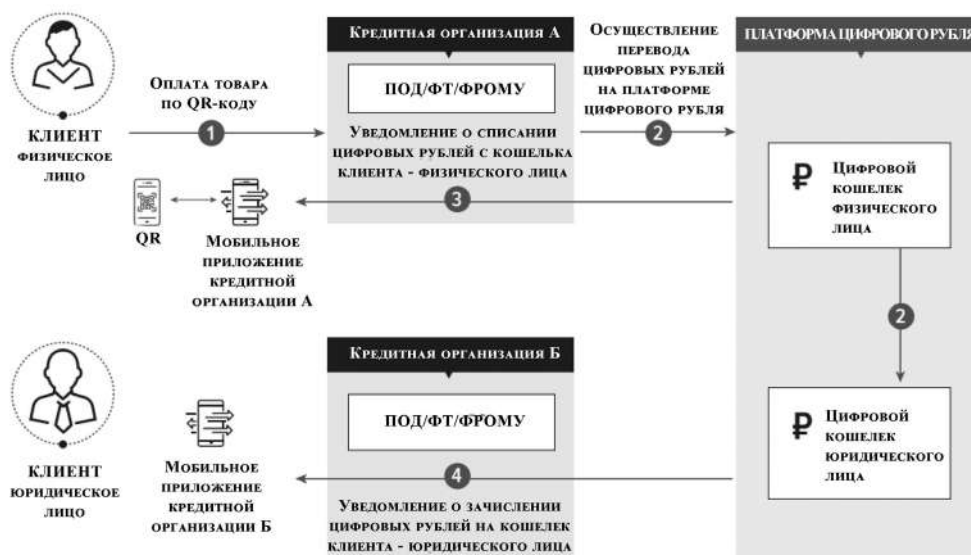 Кредитная организация А
Осуществление
перевода
цифровых рублей
на платформе
цифрового рубля
ПЛАТФОРМА ЦИФРОВОГО РУБЛЯ
Оплата товара
по QR-коду
ПОД/ФТ/ФРОМУ
1
2
КЛИЕНТ
ФИЗИЧЕСКОЕ
ЛИЦО
Уведомление о списании
цифровых рублей с кошелька
клиента - физического лица
₽
Цифровой
кошелек
физического
лица
3
QR
Мобильное
приложение
кредитной
организации А
2
Кредитная организация Б
ПОД/ФТ/ФРОМУ
₽
Цифровой
кошелек
юридического
лица
КЛИЕНТ
ЮРИДИЧЕСКОЕ
ЛИЦО
Мобильное
приложение
кредитной
организации Б
4
Уведомление о зачислении
цифровых рублей на кошелек
клиента - юридического лица